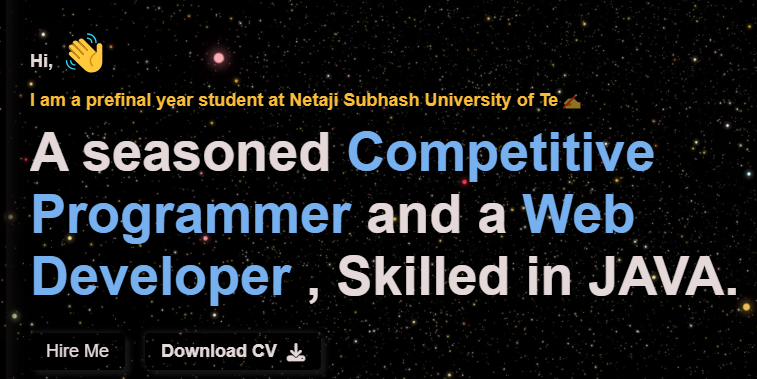 Hi,
I am a prefinal year student at Netaji Subhash University of Te
A seasoned Competitive
Programmer and a Web
Developer , Skilled in JAVA.
Hire Me
Download CV